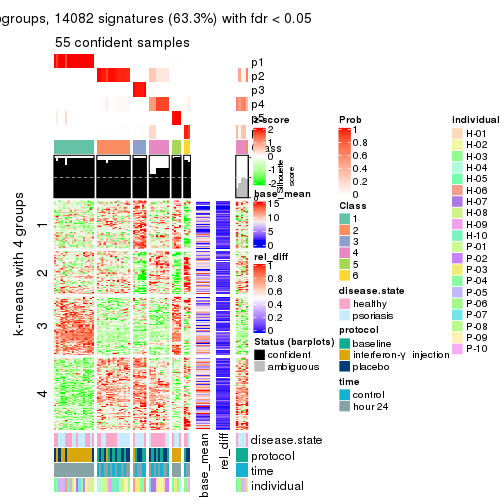 groups, 14082 signatures (63.3%) with fdr < 0.05
55 confident samples
p1
p2
p3
p4
k-means with 4 groups
1
2
3
4
z-score
2
1
0
-1
-2
Silhouette
score
base_mean
15
10
5
0
rel_diff
1
0.8
0.6
0.4
0.2
0
Status (barplots)
confident
ambiguous
Prob
1
0.8
0.6
0.4
0.2
0
Class
1
2
3
4
5
6
disease.state
healthy
psoriasis
protocol
baseline
interferon-γ injection
placebo
time
control
hour 24
individual
H-01
H-02
H-03
H-04
H-05
H-06
H-07
H-08
H-09
H-10
P-01
P-02
P-03
P-04
P-05
P-06
P-07
P-08
P-09
P-10
disease.state
protocol
time
individual
base_mean
rel_diff